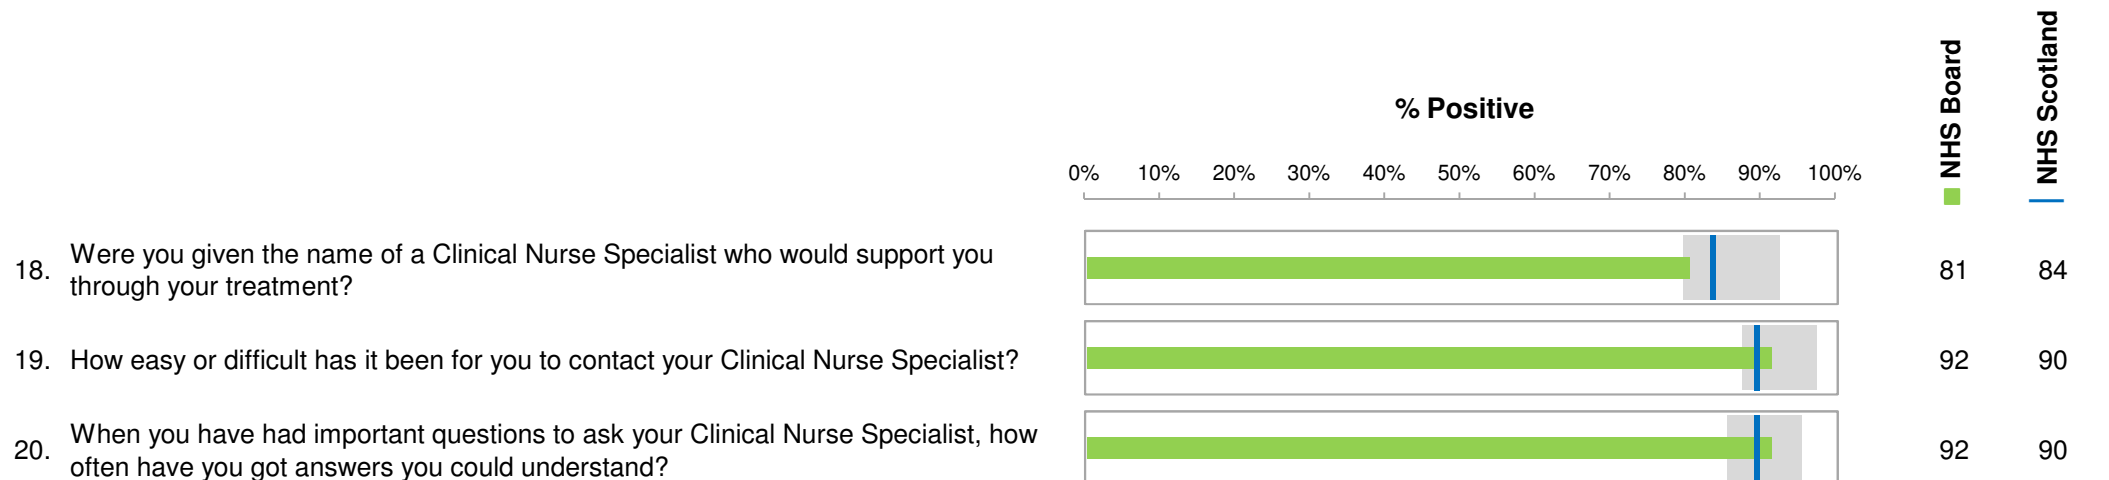 NHS Board
NHS Scotland
% Positive
0% 10% 20% 30% 40% 50% 60% 70% 80% 90% 100%
18. Were you given the name of a Clinical Nurse Specialist who would support you
through your treatment?
81 84
19. How easy or difficult has it been for you to contact your Clinical Nurse Specialist?
92 90
20. When you have had important questions to ask your Clinical Nurse Specialist, how
often have you got answers you could understand?
92 90